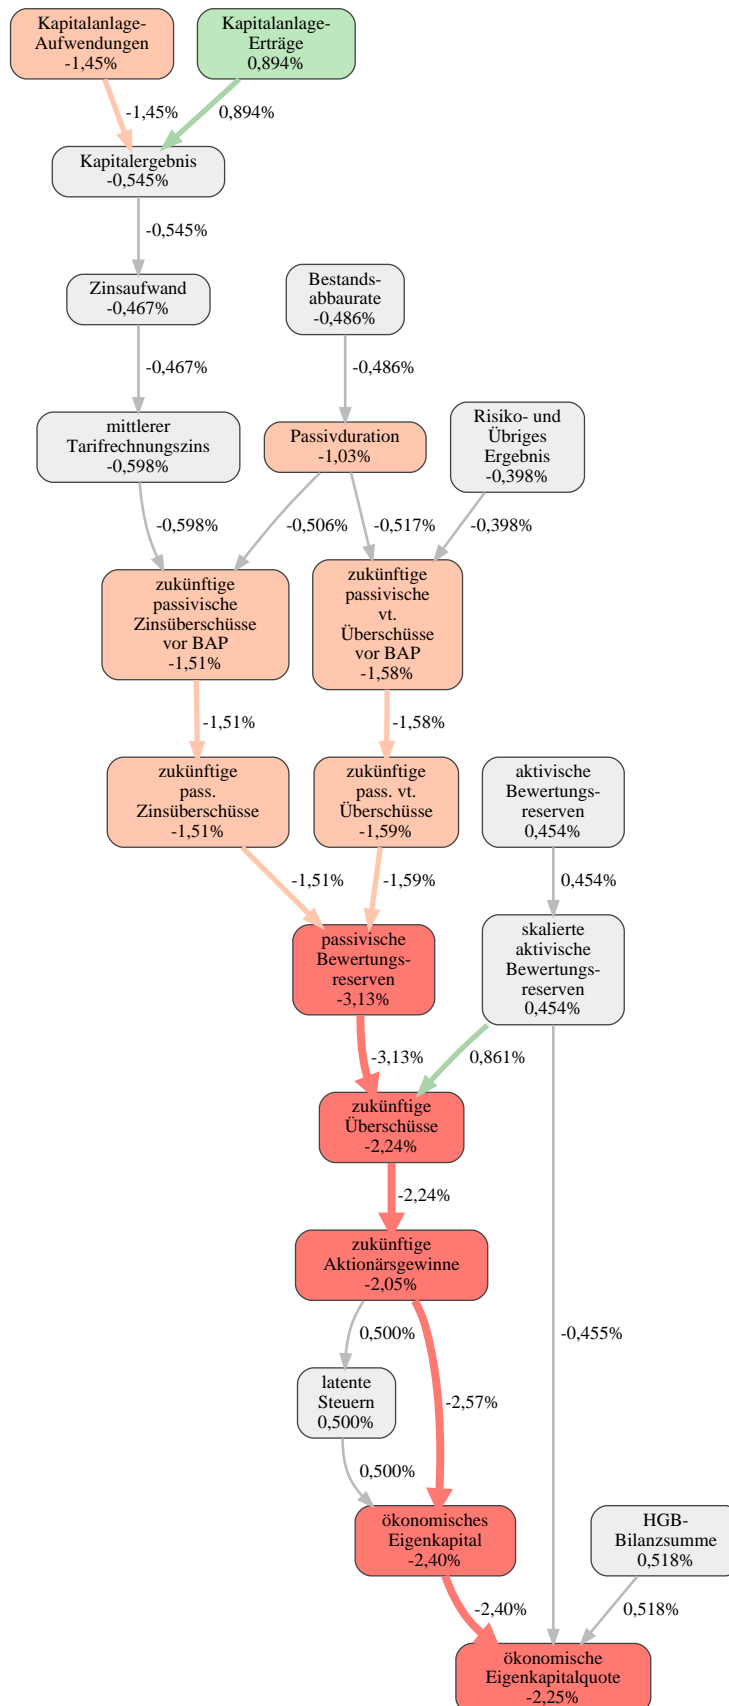 Kapitalanlage-
Aufwendungen
-1,45%
Kapitalanlage-
Erträge
0,894%
-1,45%
0,894%
Kapitalergebnis
-0,545%
-0,545%
Zinsaufwand
-0,467%
Bestands-
abbaurate
-0,486%
-0,467%
-0,486%
mittlerer
Tarifrechnungszins
-0,598%
Passivduration
-1,03%
Risiko- und
Übriges
Ergebnis
-0,398%
-0,598%
-0,506%
-0,517%
-0,398%
zukünftige
passivische
Zinsüberschüsse
vor BAP
-1,51%
zukünftige
passivische
vt.
Überschüsse
vor BAP
-1,58%
-1,51%
-1,58%
zukünftige
pass.
Zinsüberschüsse
-1,51%
zukünftige
pass. vt.
Überschüsse
-1,59%
aktivische
Bewertungs-
reserven
0,454%
-1,51%
-1,59%
0,454%
passivische
Bewertungs-
reserven
-3,13%
skalierte
aktivische
Bewertungs-
reserven
0,454%
-3,13%
0,861%
zukünftige
Überschüsse
-2,24%
-2,24%
zukünftige
Aktionärsgewinne
-2,05%
0,500%
-0,455%
latente
Steuern
0,500%
-2,57%
0,500%
ökonomisches
Eigenkapital
-2,40%
HGB-
Bilanzsumme
0,518%
-2,40%
0,518%
ökonomische
Eigenkapitalquote
-2,25%